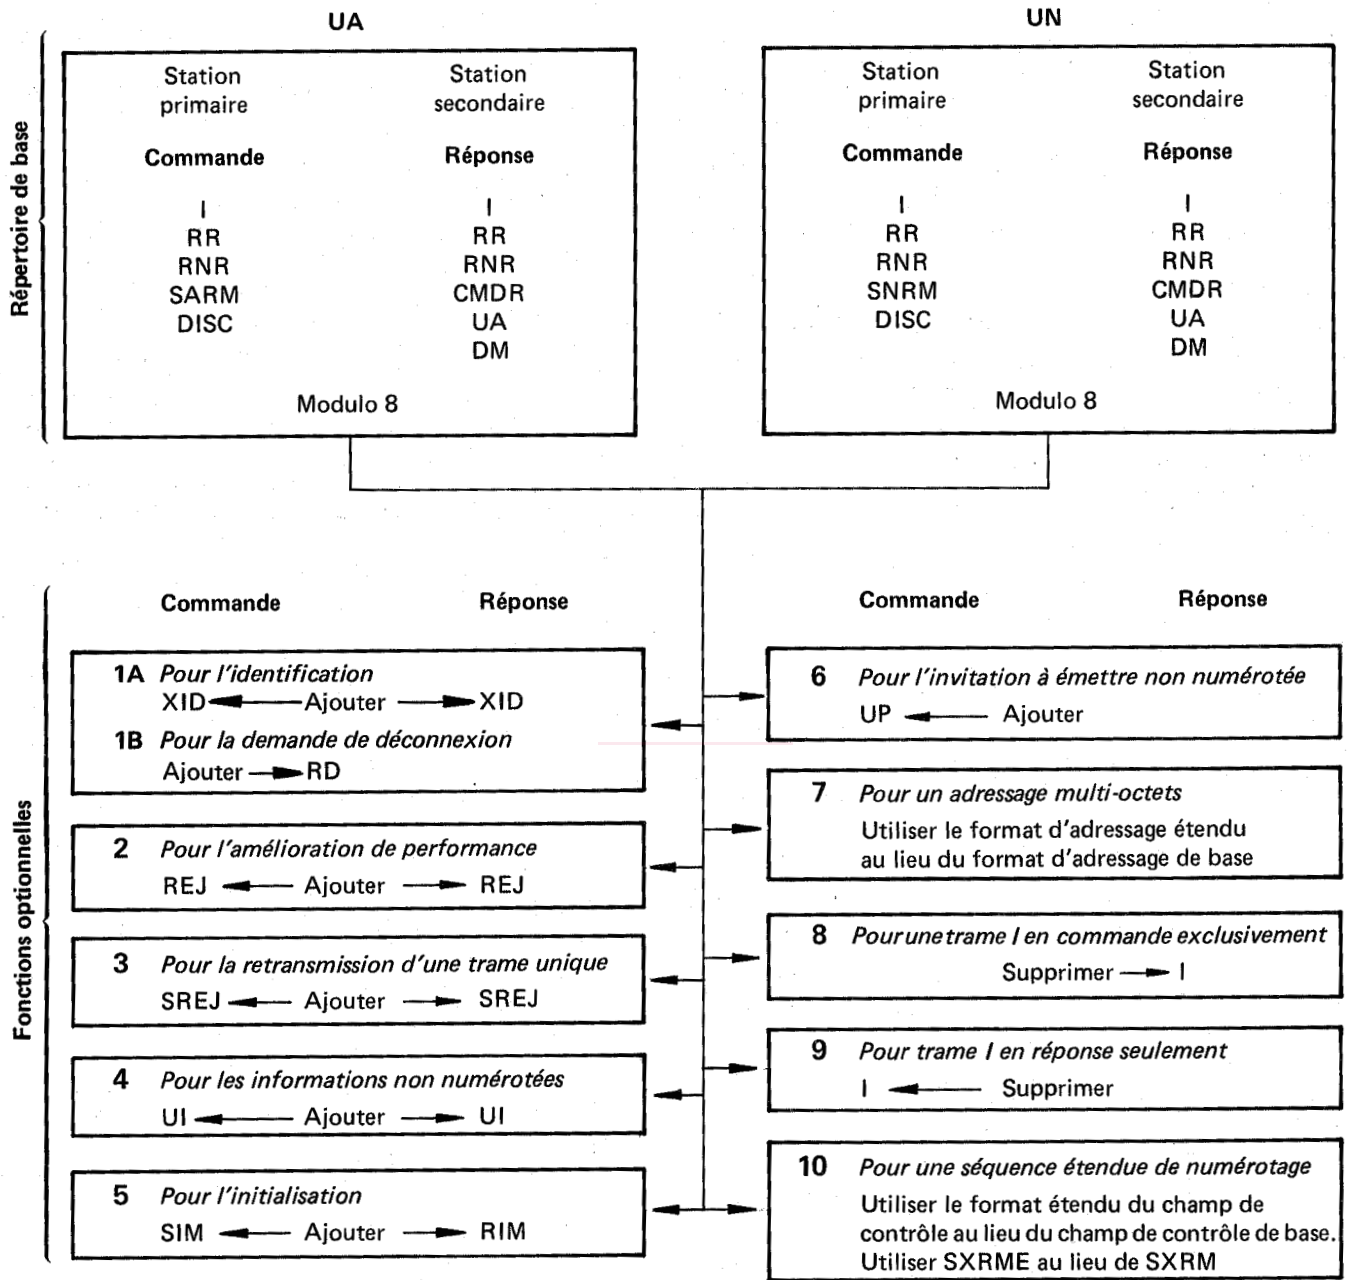 UA
Répertoire de base
Station primaire
Station secondaire
Commande
Réponse
I
I
RR
RR
RNR
RNR
SARM
CMDR
DISC
UA
DM
Modulo 8
UN
Station primaire
Station secondaire
Commande
Réponse
I
I
RR
RR
RNR
RNR
SNRM
CMDR
DISC
UA
DM
Modulo 8
Fonctions optionnelles
Commande
Réponse
1A Pour l'identification
XID Ajouter XID
1B Pour la demande de déconnexion
Ajouter RD
2 Pour l'amélioration de performance
REJ Ajouter REJ
3 Pour la retransmission d'une trame unique
SREJ Ajouter SREJ
4 Pour les informations non numérotées
UI Ajouter UI
5 Pour l'initialisation
SIM Ajouter RIM
Commande
Réponse
6 Pour l'invitation à émettre non numérotée
UP Ajouter
7 Pour un adressage multi-octets
Utiliser le format d'adressage étendu
au lieu du format d'adressage de base
8 Pour une trame I en commande exclusivement
Supprimer I
9 Pour trame I en réponse seulement
I Supprimer
10 Pour une séquence étendue de numérotage
Utiliser le format étendu du champ de
contrôle au lieu du champ de contrôle de base.
Utiliser SXRME au lieu de SXRM